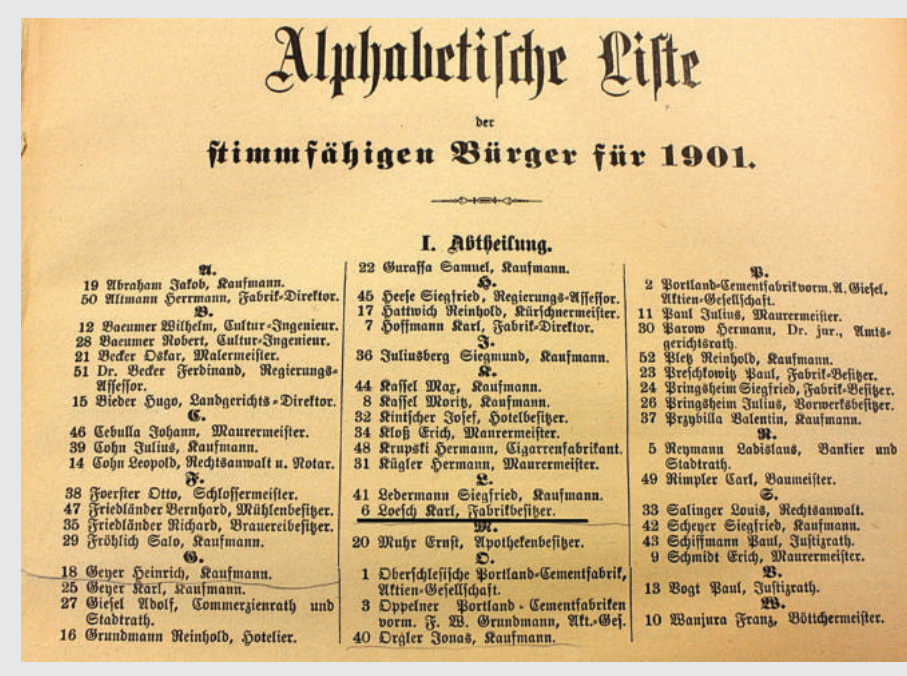 Alphabetische Liste
der
stimmfähigen Bürger für 1901.
I. Abtheilung.
A.
19 Abraham Jakob, Kaufmann.
50 Altmann Herrmann, Fabrik-Direktor.
B.
12 Baeumer Wilhelm, Cultur-Ingenieur.
28 Baeumer Robert, Cultur-Ingenieur.
21 Becker Oskar, Malermeister.
51 Dr. Becker Ferdinand, Regierungs-
Assessor.
15 Bieder Hugo, Landgerichts-Direktor.
C.
46 Cebulla Johann, Maurermeister.
39 Cohn Julius, Kaufmann.
14 Cohn Leopold, Rechtsanwalt u. Notar.
F.
38 Foerster Otto, Schlossermeister.
47 Friedländer Bernhard, Mühlenbesitzer.
35 Friedländer Richard, Brauereibesitzer.
29 Fröhlich Salo, Kaufmann.
G.
18 Geyer Heinrich, Kaufmann.
25 Geyer Karl, Kaufmann.
27 Giesel Adolf, Commerzienrath und
Stadtrath.
16 Grundmann Reinhold, Hotelier.
22 Gurassa Samuel, Kaufmann.
H.
45 Heese Siegfried, Regierungs-Assessor.
17 Hattwich Reinhold, Kürschnermeister.
7 Hoffmann Karl, Fabrik-Direktor.
J.
36 Juliusberg Siegmund, Kaufmann.
K.
44 Kassel Max, Kaufmann.
8 Kassel Moritz, Kaufmann.
32 Kintscher Josef, Hotelbesitzer.
34 Kloß Erich, Maurermeister.
48 Krupski Hermann, Cigarrenfabrikant.
31 Kügler Hermann, Maurermeister.
L.
41 Ledermann Siegfried, Kaufmann.
6 Loesch Karl, Fabrikbesitzer.
M.
20 Muhr Ernst, Apothekenbesitzer.
O.
1 Oberschlesische Portland-Cementfabrik,
Aktien-Gesellschaft.
3 Oppelner Portland-Cementfabriken
vorm. F. W. Grundmann, Akt.-Ges.
40 Orgler Jonas, Kaufmann.
P.
2 Portland-Cementfabrik vorm. A. Giesel,
Aktien-Gesellschaft.
11 Paul Julius, Maurermeister.
30 Parow Hermann, Dr. jur., Amts-
gerichtsrath.
52 Pletz Reinhold, Kaufmann.
23 Preschkowitz Paul, Fabrik-Besitzer.
24 Pringsheim Siegfried, Fabrik-Besitzer.
26 Pringsheim Julius, Vorwerksbesitzer.
37 Przybilla Valentin, Kaufmann.
R.
5 Reymann Ladislaus, Bankier und
Stadtrath.
49 Rimpler Carl, Baumeister.
S.
33 Salinger Louis, Rechtsanwalt.
42 Scheyer Siegfried, Kaufmann.
43 Schiffmann Paul, Justizrath.
9 Schmidt Erich, Maurermeister.
V.
13 Vogt Paul, Justizrath.
W.
10 Wanjura Franz, Böttchermeister.